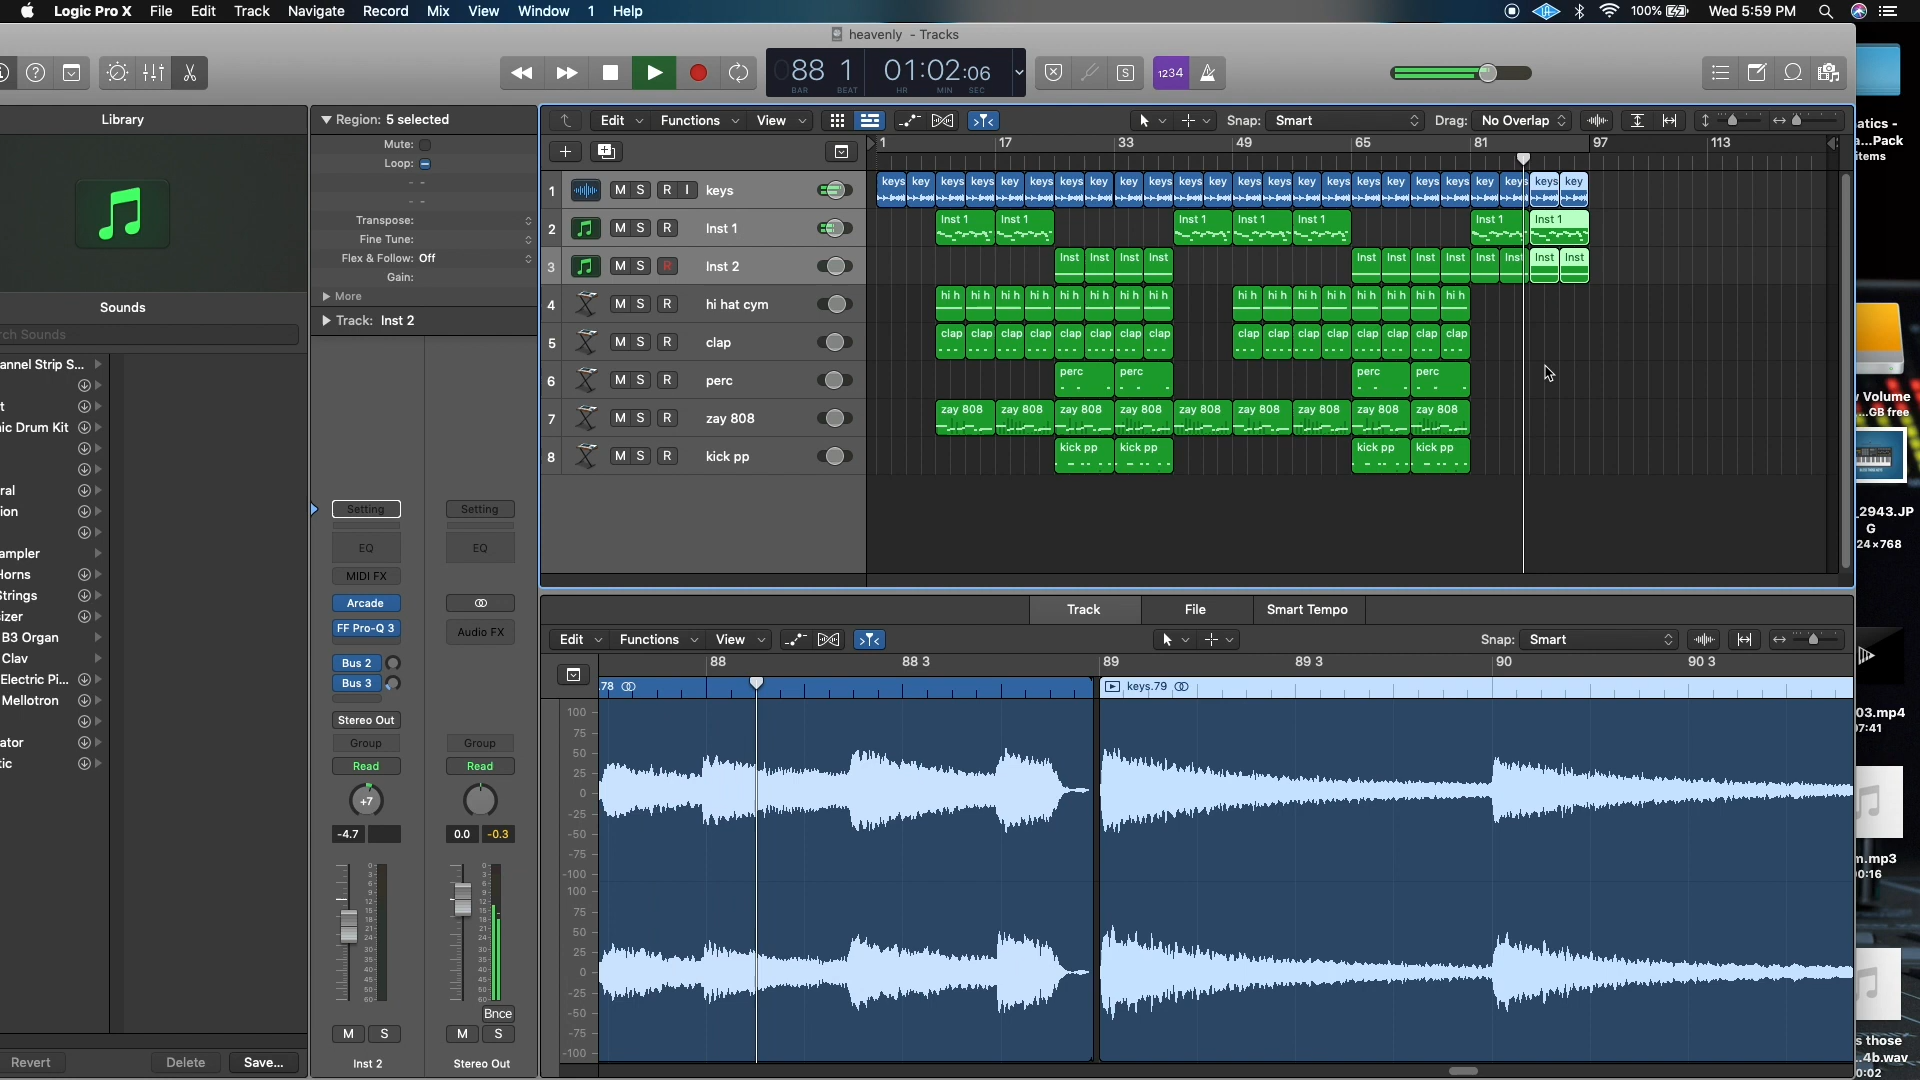 Logic Pro X File Edit Track Navigate Record Mix View Window 1 Help
100% Wed 5:59 PM
heavenly - Tracks
88 1 01:02:06
BAR BEAT HR MIN SEC
S 1234
Library
Region: 5 selected
Edit Functions View Snap: Smart Drag: No Overlap
Mute:
Loop:
Transpose:
Fine Tune:
Flex & Follow: Off
Gain:
More
Track: Inst 2
1 17 33 49 65 81 97 113
1 M S R I keys
2 M S R Inst 1
3 M S R Inst 2
4 M S R hi hat cym
5 M S R clap
6 M S R perc
7 M S R zay 808
8 M S R kick pp
keys key keys keys key keys keys key keys keys key keys keys key keys keys key keys keys key keys key
Inst 1 Inst 1 Inst 1 Inst 1 Inst 1 Inst 1 Inst 1
Inst Inst Inst Inst Inst Inst Inst Inst Inst Inst Inst Inst
hi h hi h hi h hi h hi h hi h hi h hi h hi h hi h hi h hi h hi h hi h hi h hi h
clap clap clap clap clap clap clap clap clap clap clap clap clap clap clap clap
perc perc perc perc
zay 808 zay 808 zay 808 zay 808 zay 808 zay 808 zay 808 zay 808 zay 808
kick pp kick pp kick pp kick pp
Sounds
rch Sounds
annel Strip S...
t
ic Drum Kit
ral
ion
ampler
Horns
Strings
izer
B3 Organ
Clav
Electric Pi...
Mellotron
ator
tic
Revert Delete Save...
Setting Setting
EQ EQ
MIDI FX
Arcade
FF Pro-Q 3 Audio FX
Bus 2
Bus 3
Stereo Out
Group Group
Read Read
+7
-4.7 0.0 -0.3
Bnce
M S M S
Inst 2 Stereo Out
Track File Smart Tempo
Edit Functions View Snap: Smart
88 88 3 89 89 3 90 90 3
.78 keys.79
100
75
50
25
0
-25
-50
-75
-100
100
75
50
25
0
-25
-50
-75
-100
atics -
a...Pack
items
Volume
...GB free
_2943.JP
G
24×768
03.mp4
7:41
m.mp3
0:16
s those
..4b.wav
0:02